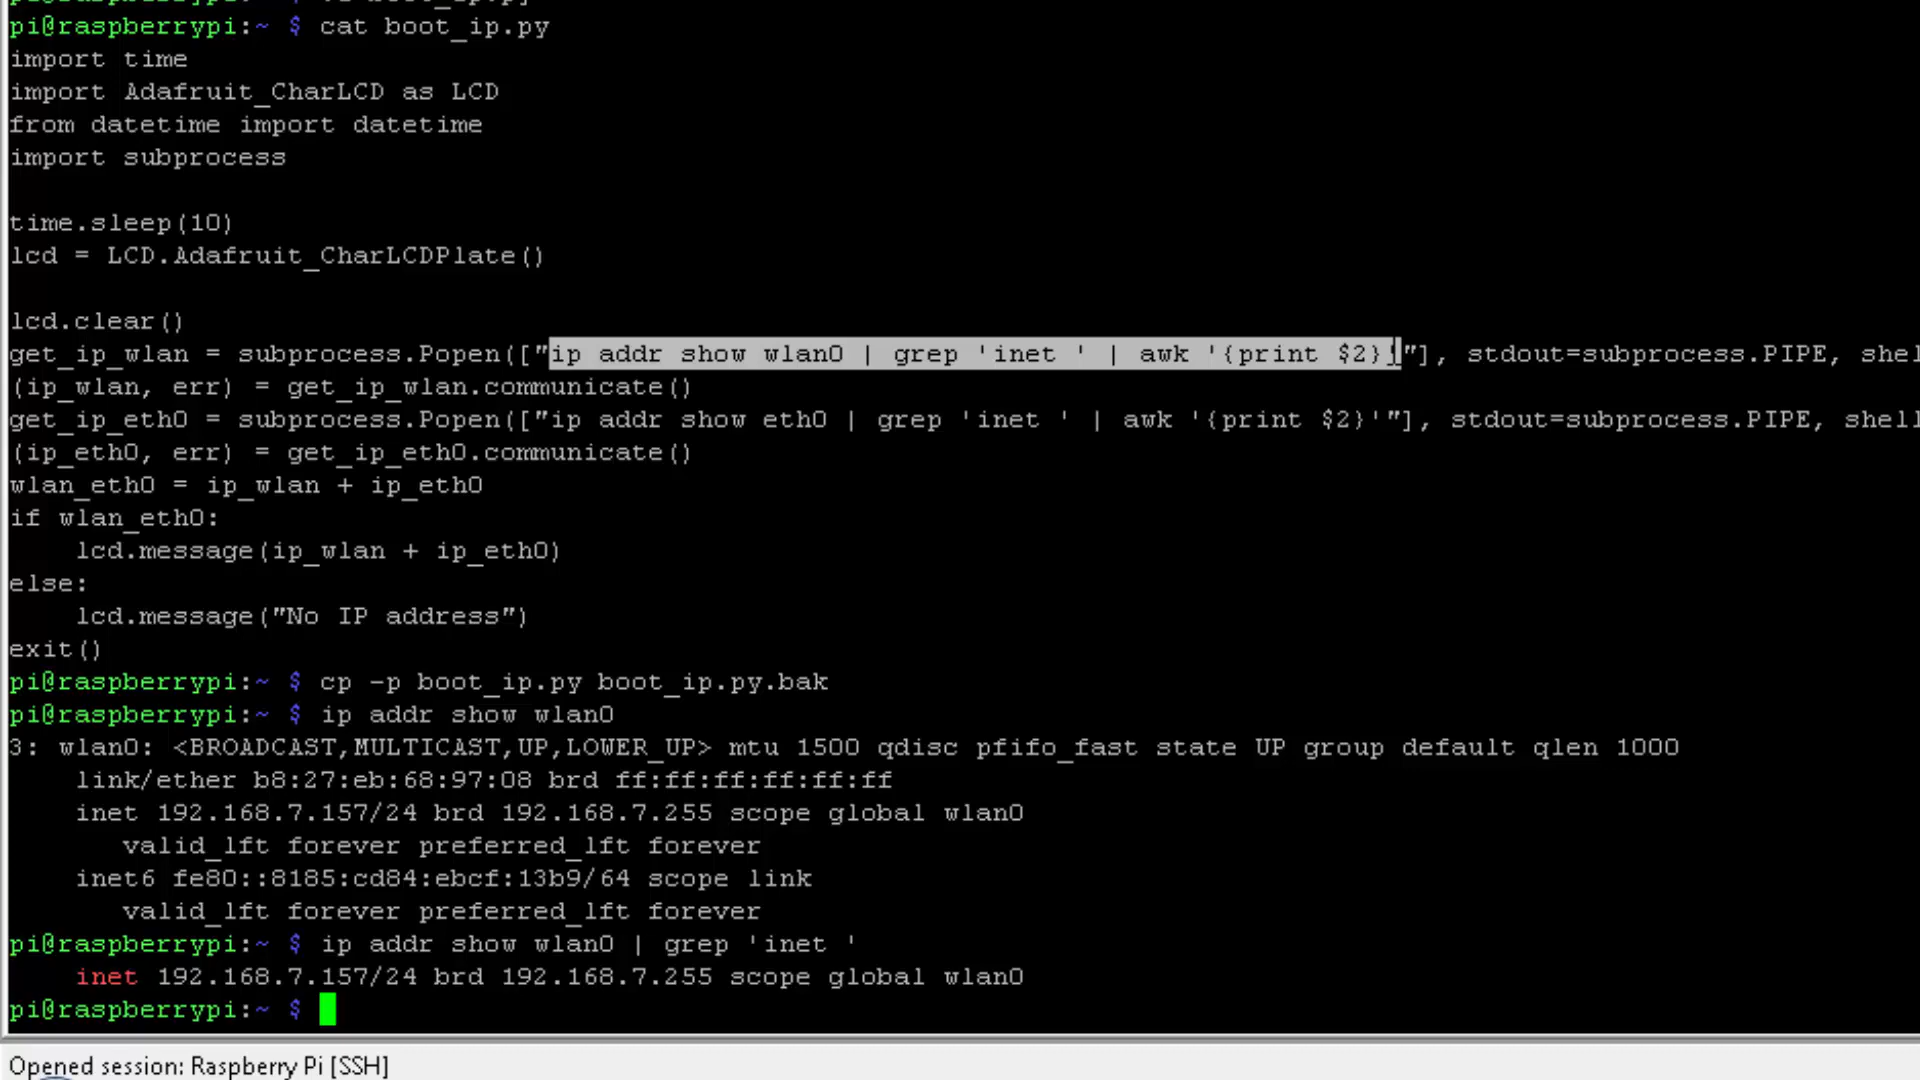 pi@raspberrypi:~ $ cat boot_ip.py
import time
import Adafruit_CharLCD as LCD
from datetime import datetime
import subprocess
time.sleep(10)
lcd = LCD.Adafruit_CharLCDPlate()
lcd.clear()
get_ip_wlan = subprocess.Popen(["ip addr show wlan0 | grep 'inet ' | awk '{print $2}'"], stdout=subprocess.PIPE, shel
(ip_wlan, err) = get_ip_wlan.communicate()
get_ip_eth0 = subprocess.Popen(["ip addr show eth0 | grep 'inet ' | awk '{print $2}'"], stdout=subprocess.PIPE, shell
(ip_eth0, err) = get_ip_eth0.communicate()
wlan_eth0 = ip_wlan + ip_eth0
if wlan_eth0:
    lcd.message(ip_wlan + ip_eth0)
else:
    lcd.message("No IP address")
exit()
pi@raspberrypi:~ $ cp -p boot_ip.py boot_ip.py.bak
pi@raspberrypi:~ $ ip addr show wlan0
3: wlan0: <BROADCAST,MULTICAST,UP,LOWER_UP> mtu 1500 qdisc pfifo_fast state UP group default qlen 1000
    link/ether b8:27:eb:68:97:08 brd ff:ff:ff:ff:ff:ff
    inet 192.168.7.157/24 brd 192.168.7.255 scope global wlan0
       valid_lft forever preferred_lft forever
    inet6 fe80::8185:cd84:ebcf:13b9/64 scope link
       valid_lft forever preferred_lft forever
pi@raspberrypi:~ $ ip addr show wlan0 | grep 'inet '
    inet 192.168.7.157/24 brd 192.168.7.255 scope global wlan0
pi@raspberrypi:~ $
Opened session: Raspberry Pi [SSH]